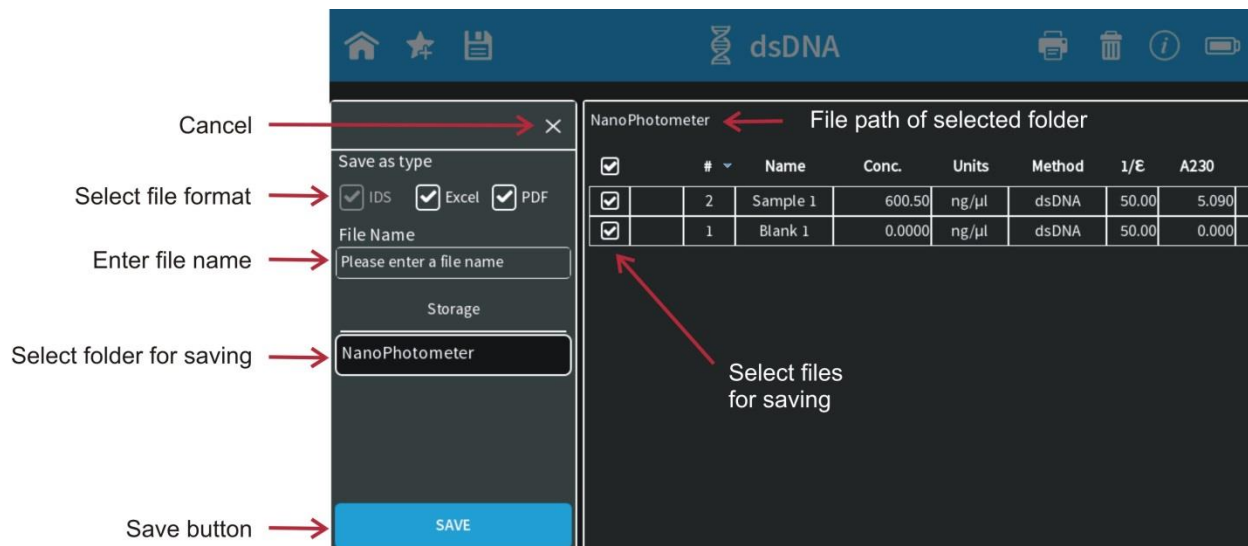 dsDNA
Cancel
Save as type
Select file format
IDS Excel PDF
File Name
Enter file name
Please enter a file name
Storage
Select folder for saving
NanoPhotometer
Save button
SAVE
NanoPhotometer File path of selected folder
# Name Conc. Units Method 1/ε A230
2 Sample 1 600.50 ng/µl dsDNA 50.00 5.090
1 Blank 1 0.0000 ng/µl dsDNA 50.00 0.000
Select files
for saving